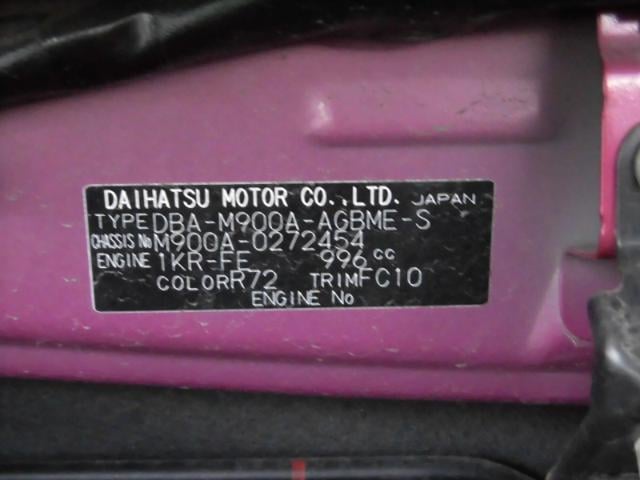 DAIHATSU MOTOR CO.,LTD. JAPAN
TYPE DBA-M900A-AGBME-S
CHASSIS No M900A-0272454
ENGINE 1KR-FE 996 cc
COLOR R72 TRIM FC10
ENGINE No